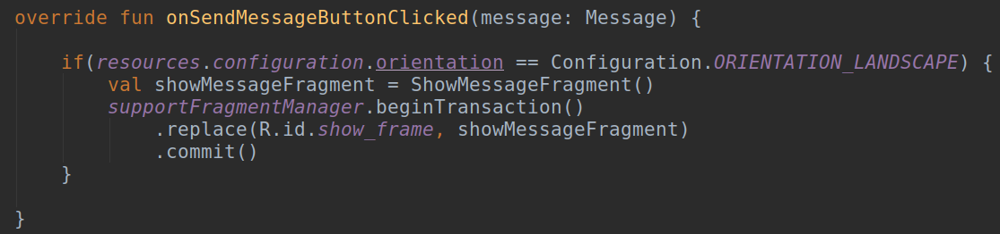 override fun onSendMessageButtonClicked(message: Message) {
if(resources.configuration.orientation == Configuration.ORIENTATION_LANDSCAPE) {
val showMessageFragment = ShowMessageFragment()
supportFragmentManager.beginTransaction()
.replace(R.id.show_frame, showMessageFragment)
.commit()
}
}